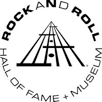 ROCK AND ROLL
HALL OF FAME + MUSEUM